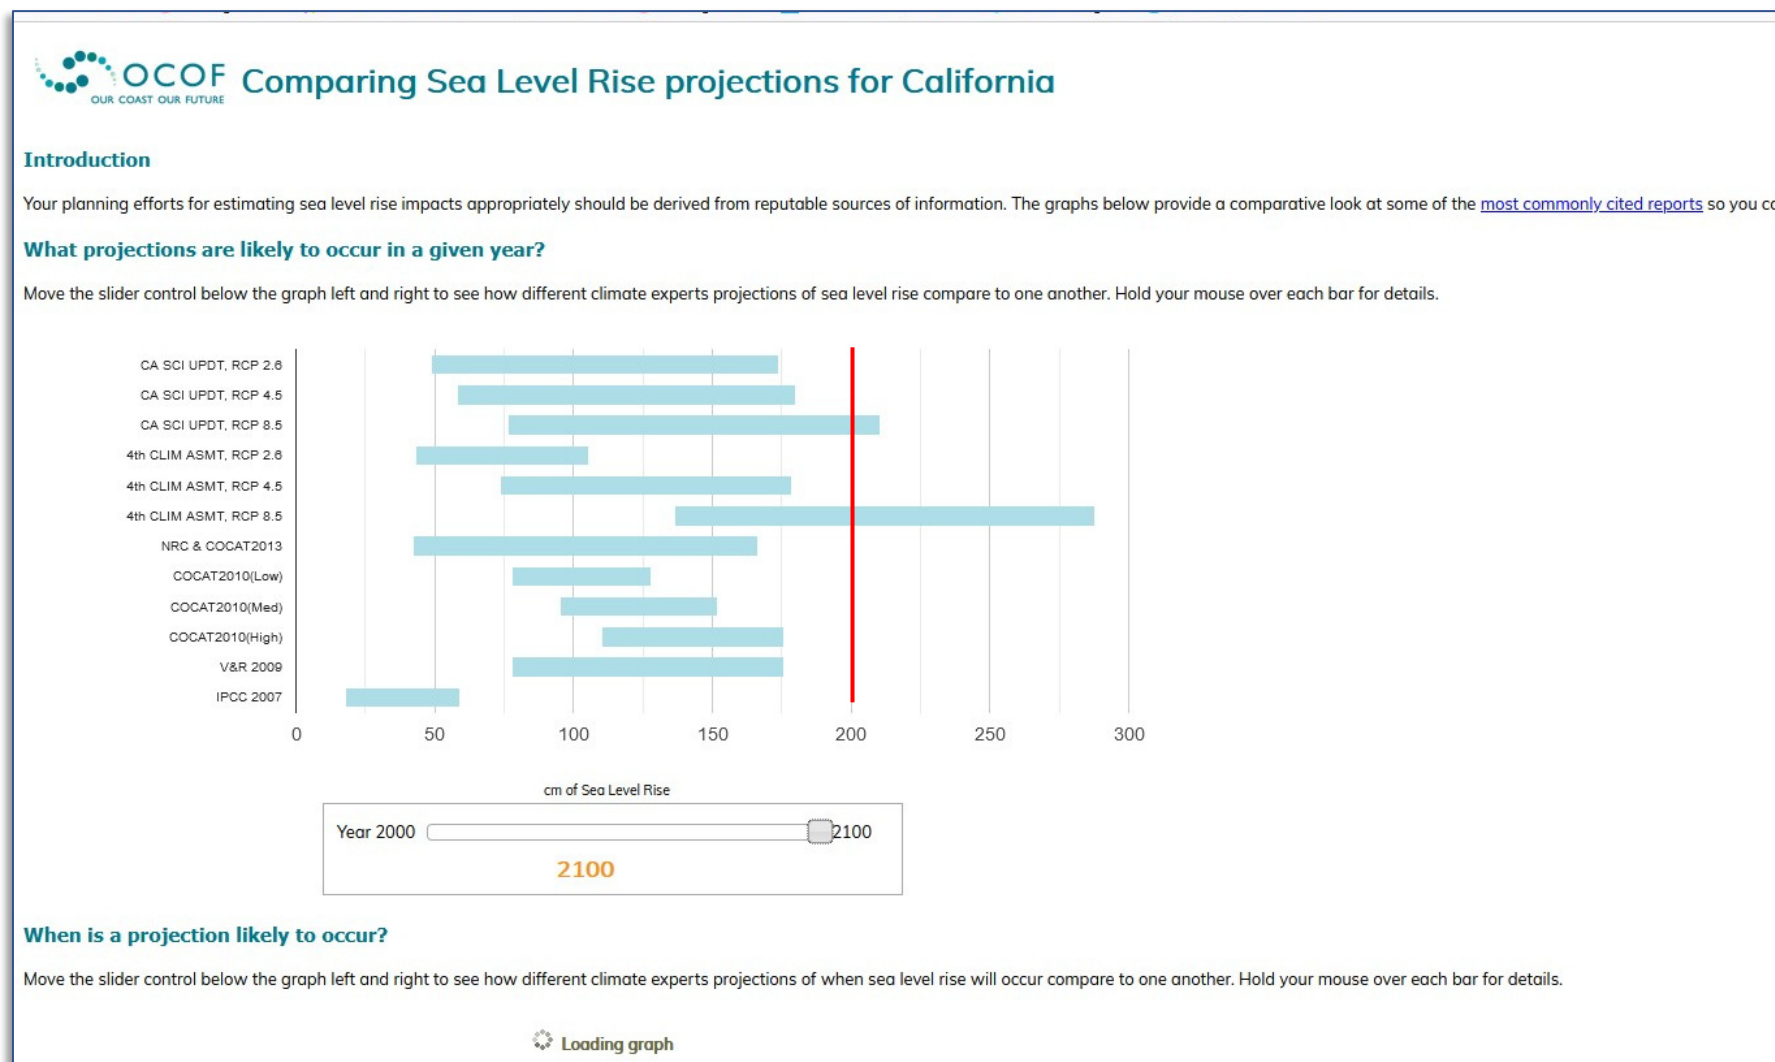 OCOF
OUR COAST OUR FUTURE
Comparing Sea Level Rise projections for California
Introduction
Your planning efforts for estimating sea level rise impacts appropriately should be derived from reputable sources of information. The graphs below provide a comparative look at some of the most commonly cited reports so you
What projections are likely to occur in a given year?
Move the slider control below the graph left and right to see how different climate experts projections of sea level rise compare to one another. Hold your mouse over each bar for details.
CA SCI UPDT, RCP 2.6
CA SCI UPDT, RCP 4.5
CA SCI UPDT, RCP 8.5
4th CLIM ASMT, RCP 2.6
4th CLIM ASMT, RCP 4.5
4th CLIM ASMT, RCP 8.5
NRC & COCAT2013
COCAT2010(Low)
COCAT2010(Med)
COCAT2010(High)
V&R 2009
IPCC 2007
0 50 100 150 200 250 300
cm of Sea Level Rise
Year 2000 2100
2100
When is a projection likely to occur?
Move the slider control below the graph left and right to see how different climate experts projections of when sea level rise will occur compare to one another. Hold your mouse over each bar for details.
Loading graph